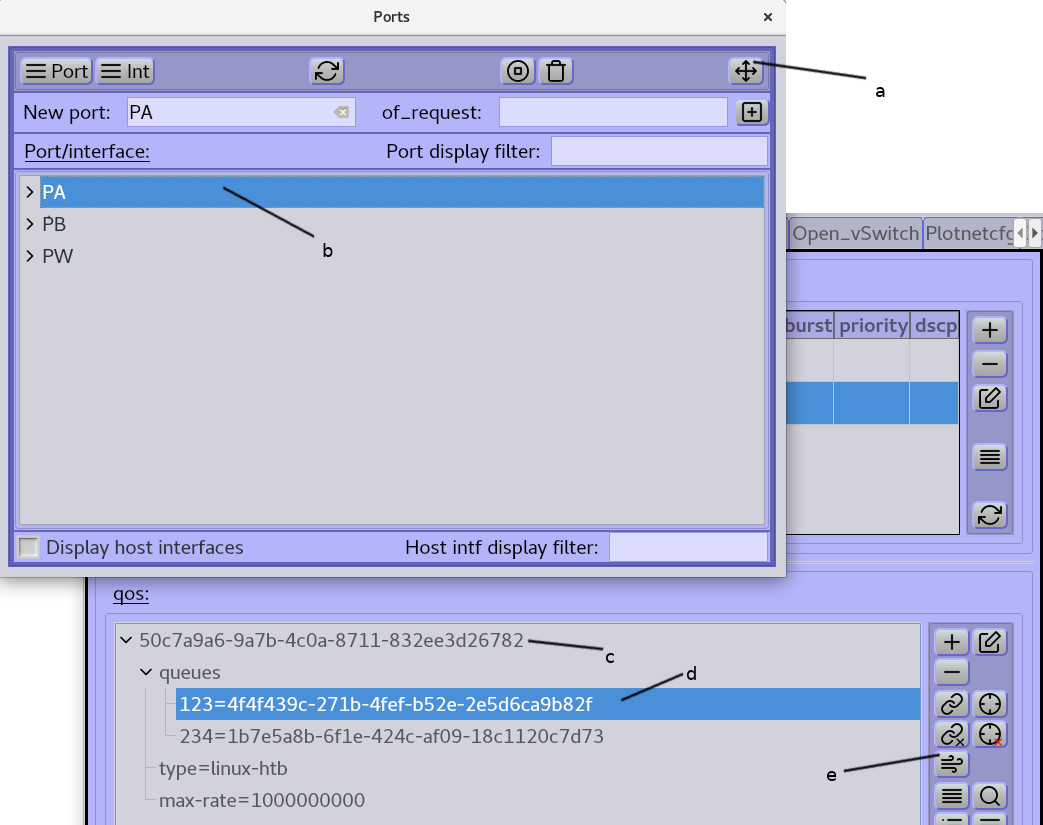 Ports
Port Int
a
New port: PA of_request:
Port/interface: Port display filter:
PA
PB
PW
b
Open_vSwitch Plotnetcfg
burst priority dscp
Display host interfaces Host intf display filter:
qos:
50c7a9a6-9a7b-4c0a-8711-832ee3d26782
c
queues
d
123=4f4f439c-271b-4fef-b52e-2e5d6ca9b82f
234=1b7e5a8b-6f1e-424c-af09-18c1120c7d73
type=linux-htb
e
max-rate=1000000000